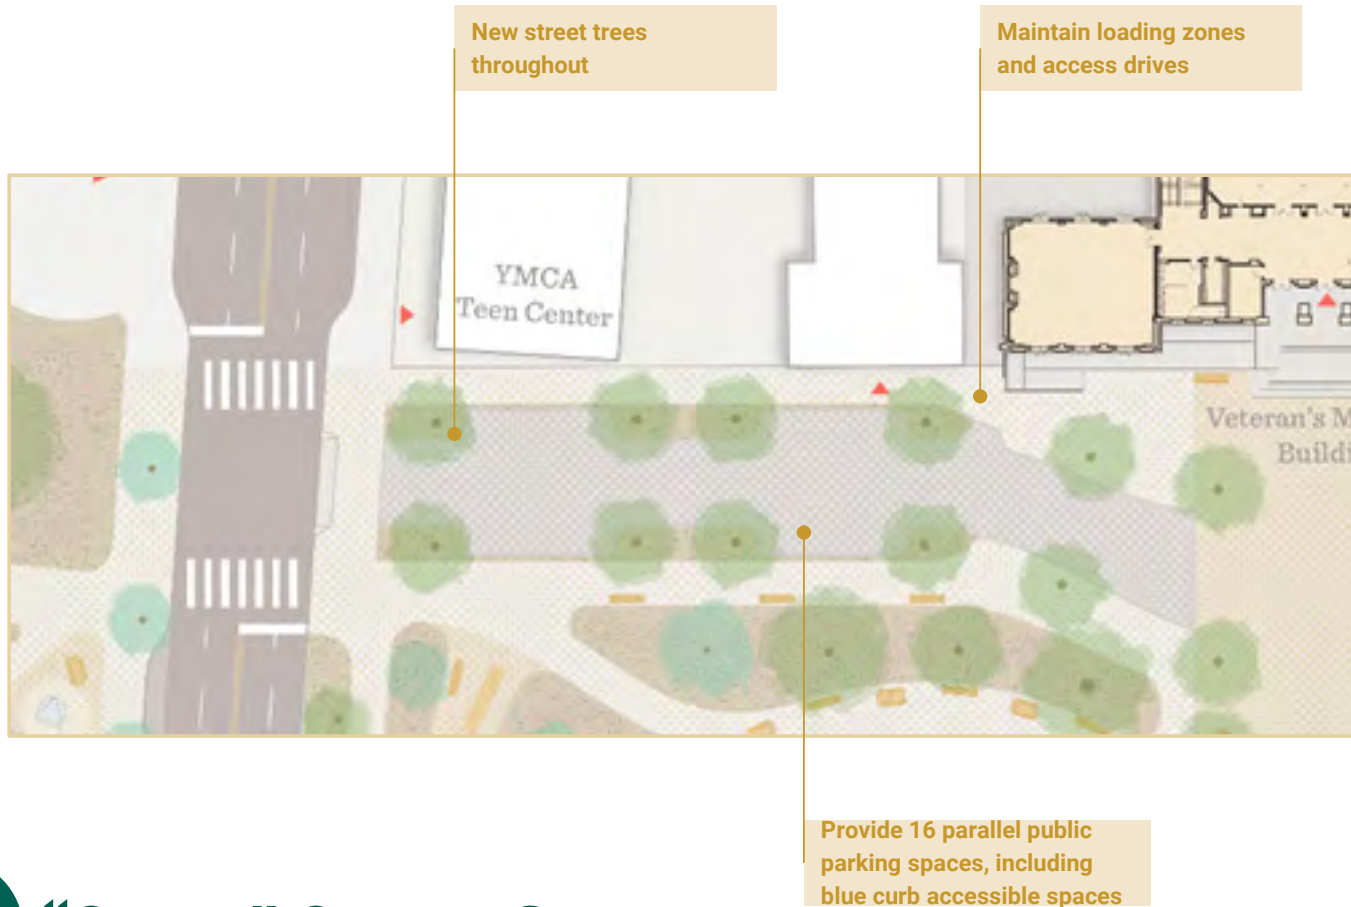 New street trees
throughout
Maintain loading zones
and access drives
YMCA
Teen Center
Veteran's
Provide 16 parallel public
parking spaces, including
blue curb accessible spaces